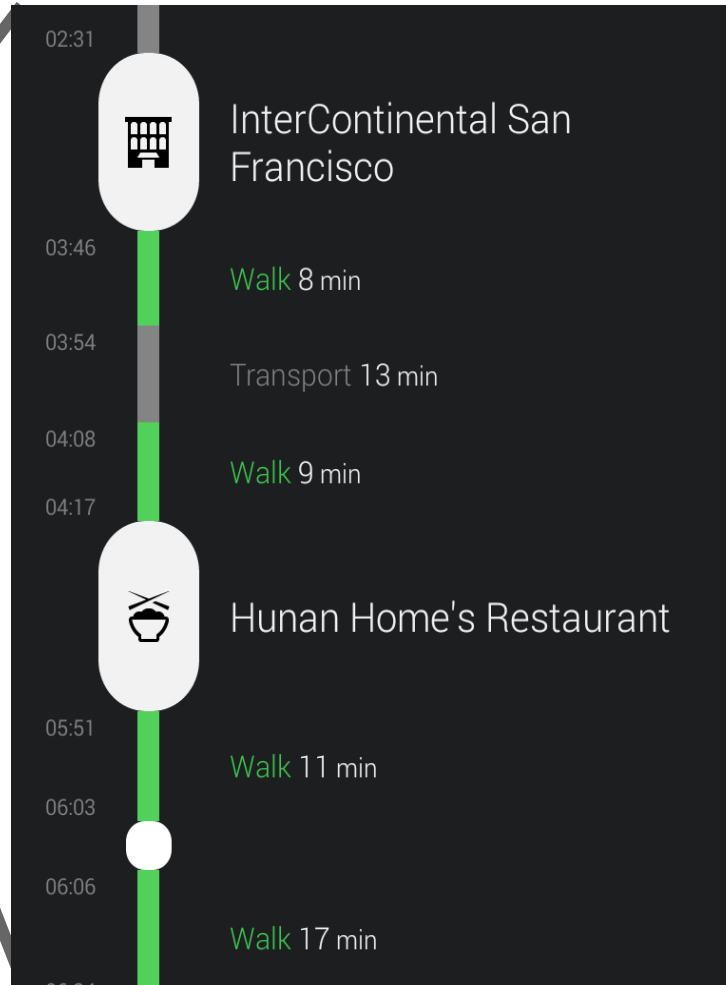 02:31
InterContinental San
Francisco
03:46
Walk 8 min
03:54
Transport 13 min
04:08
Walk 9 min
04:17
Hunan Home's Restaurant
05:51
Walk 11 min
06:03
06:06
Walk 17 min